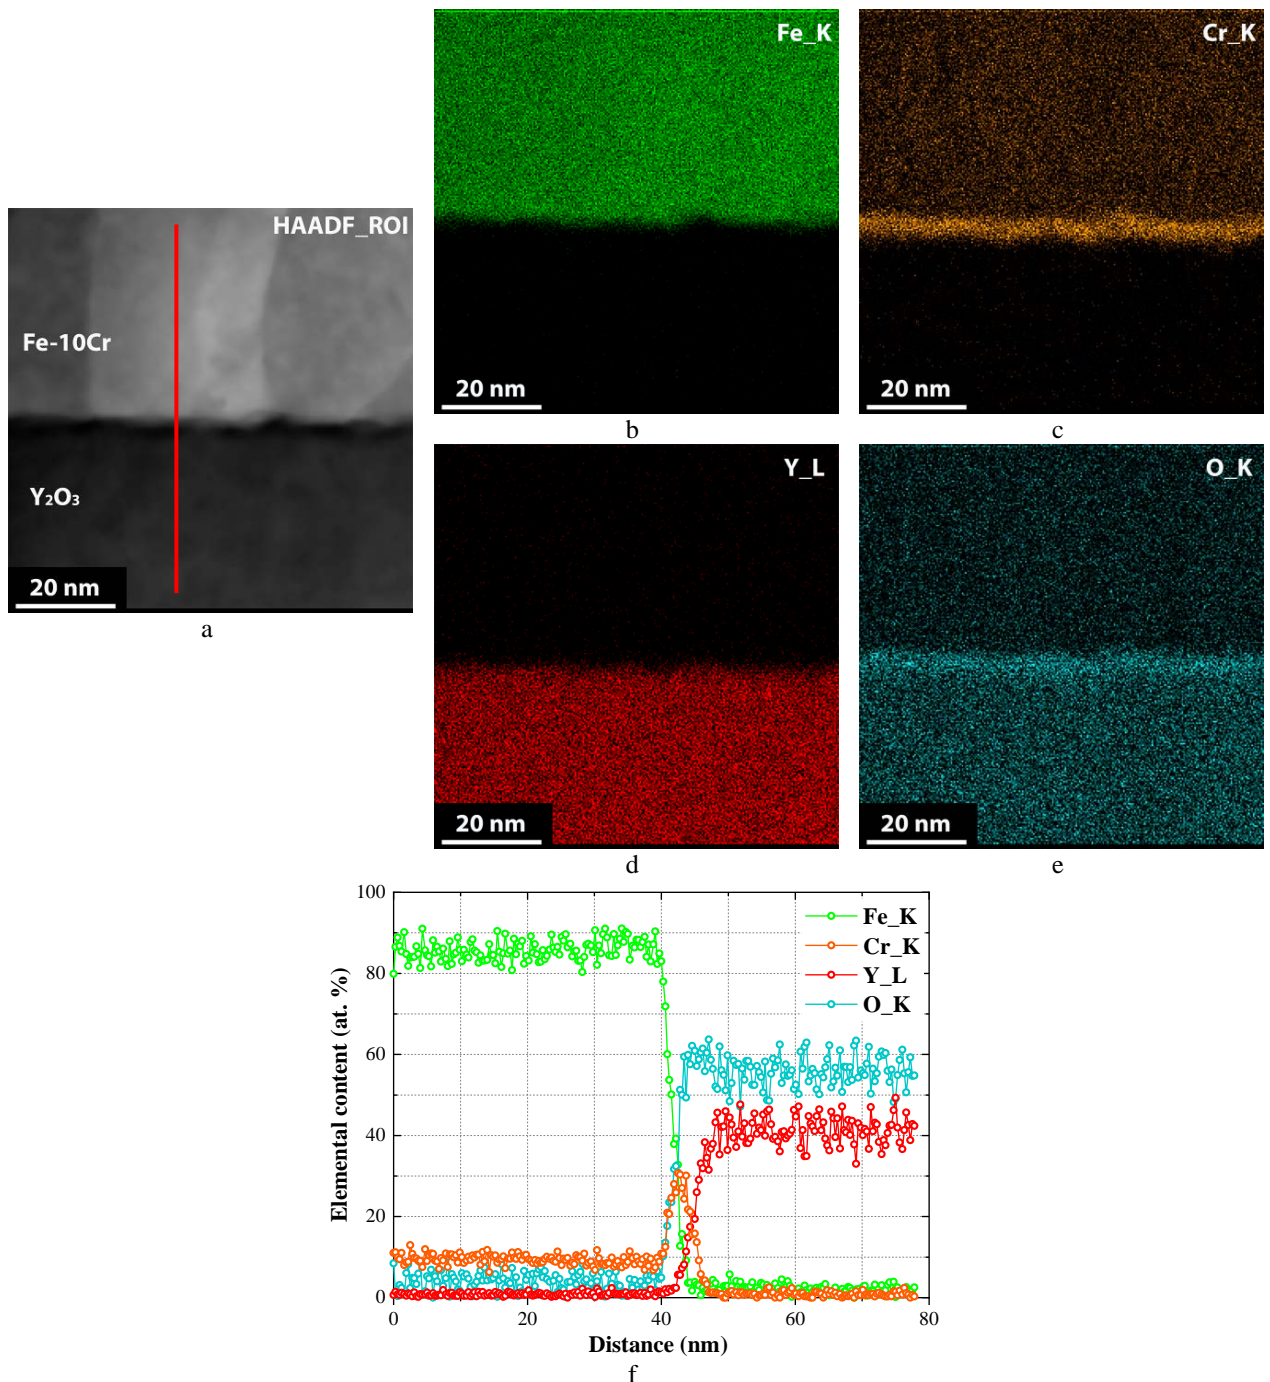 Fe_K
Cr_K
20 nm
20 nm
b
c
HAADF_ROI
Fe-10Cr
Y₂O₃
20 nm
a
Y_L
O_K
20 nm
20 nm
d
e
100
80
60
40
20
0
Elemental content (at. %)
Fe_K
Cr_K
Y_L
O_K
0 20 40 60 80
Distance (nm)
f